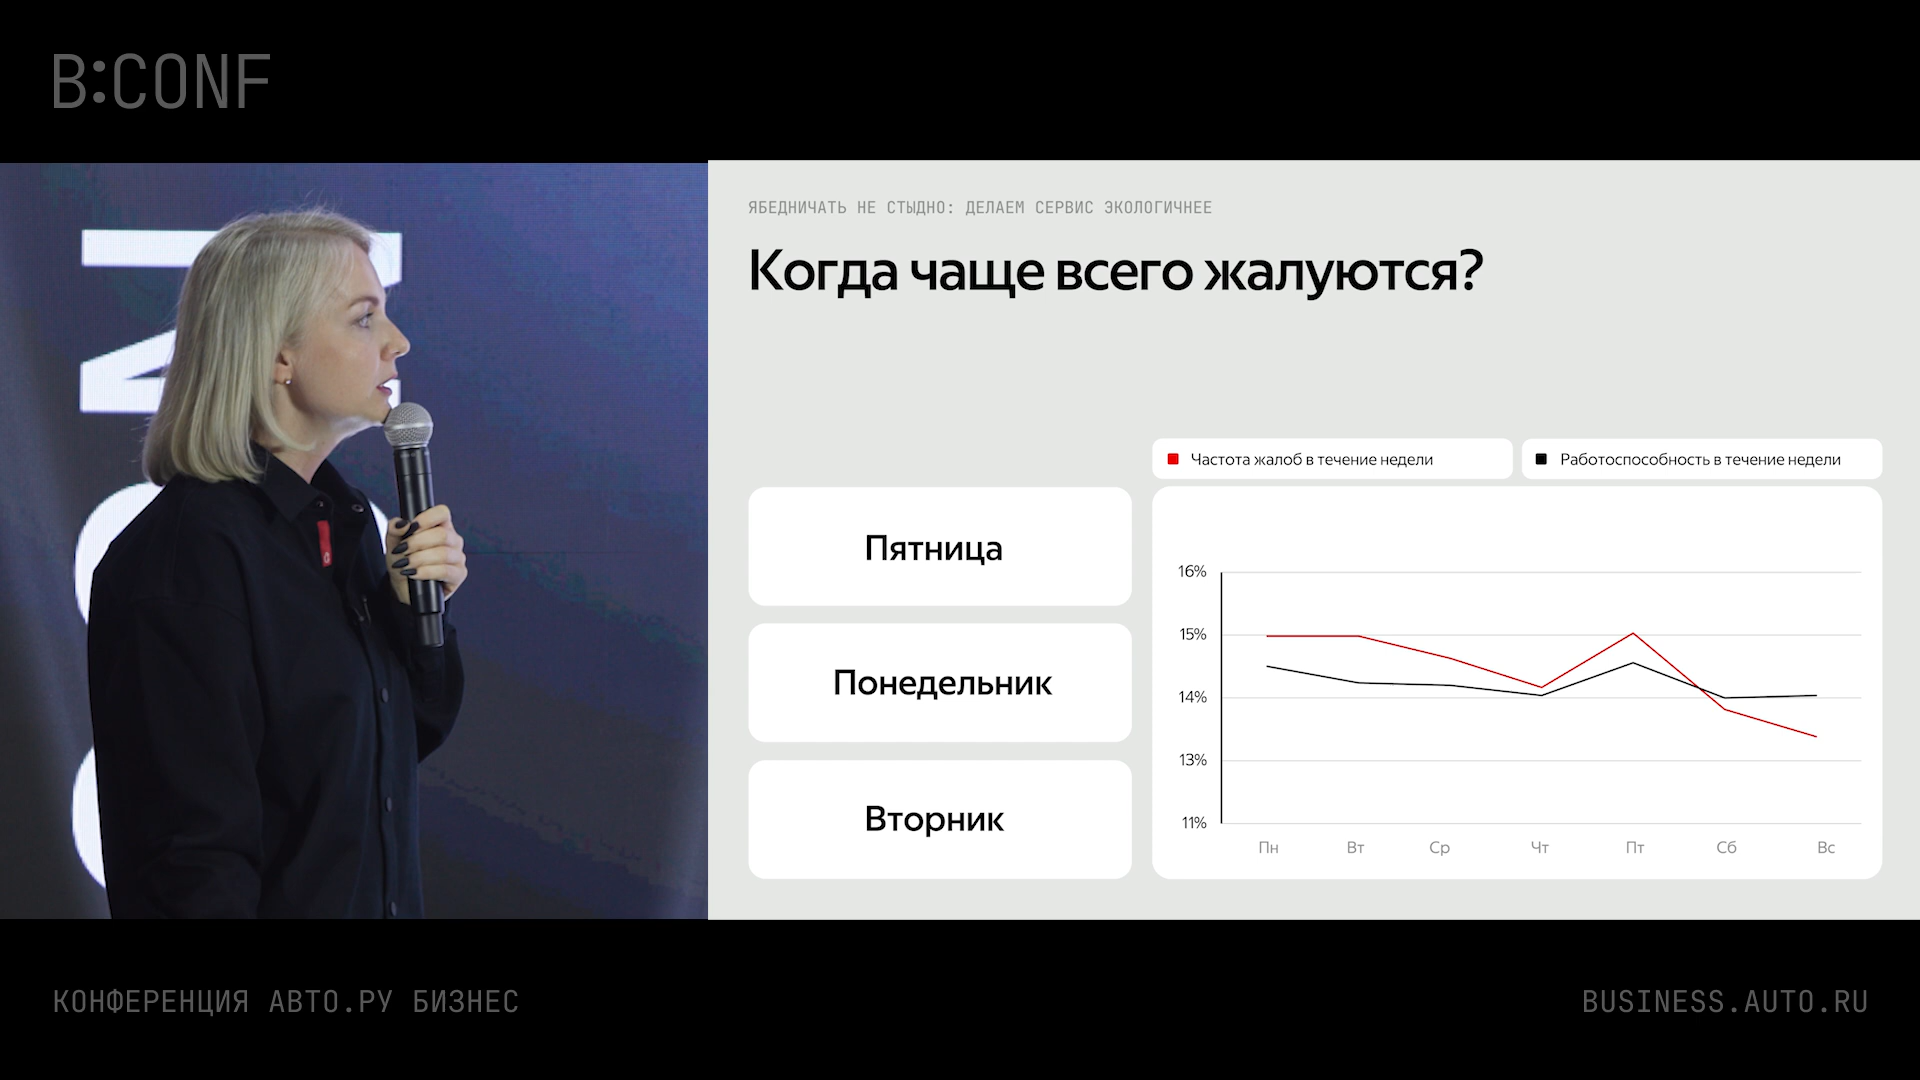 B:CONF
ЯБЕДНИЧАТЬ НЕ СТЫДНО: ДЕЛАЕМ СЕРВИС ЭКОЛОГИЧНЕЕ
Когда чаще всего жалуются?
Частота жалоб в течение недели
Работоспособность в течение недели
Пятница
Понедельник
Вторник
16%
15%
14%
13%
11%
Пн Вт Ср Чт Пт Сб Вс
КОНФЕРЕНЦИЯ АВТО.РУ БИЗНЕС
BUSINESS.AUTO.RU